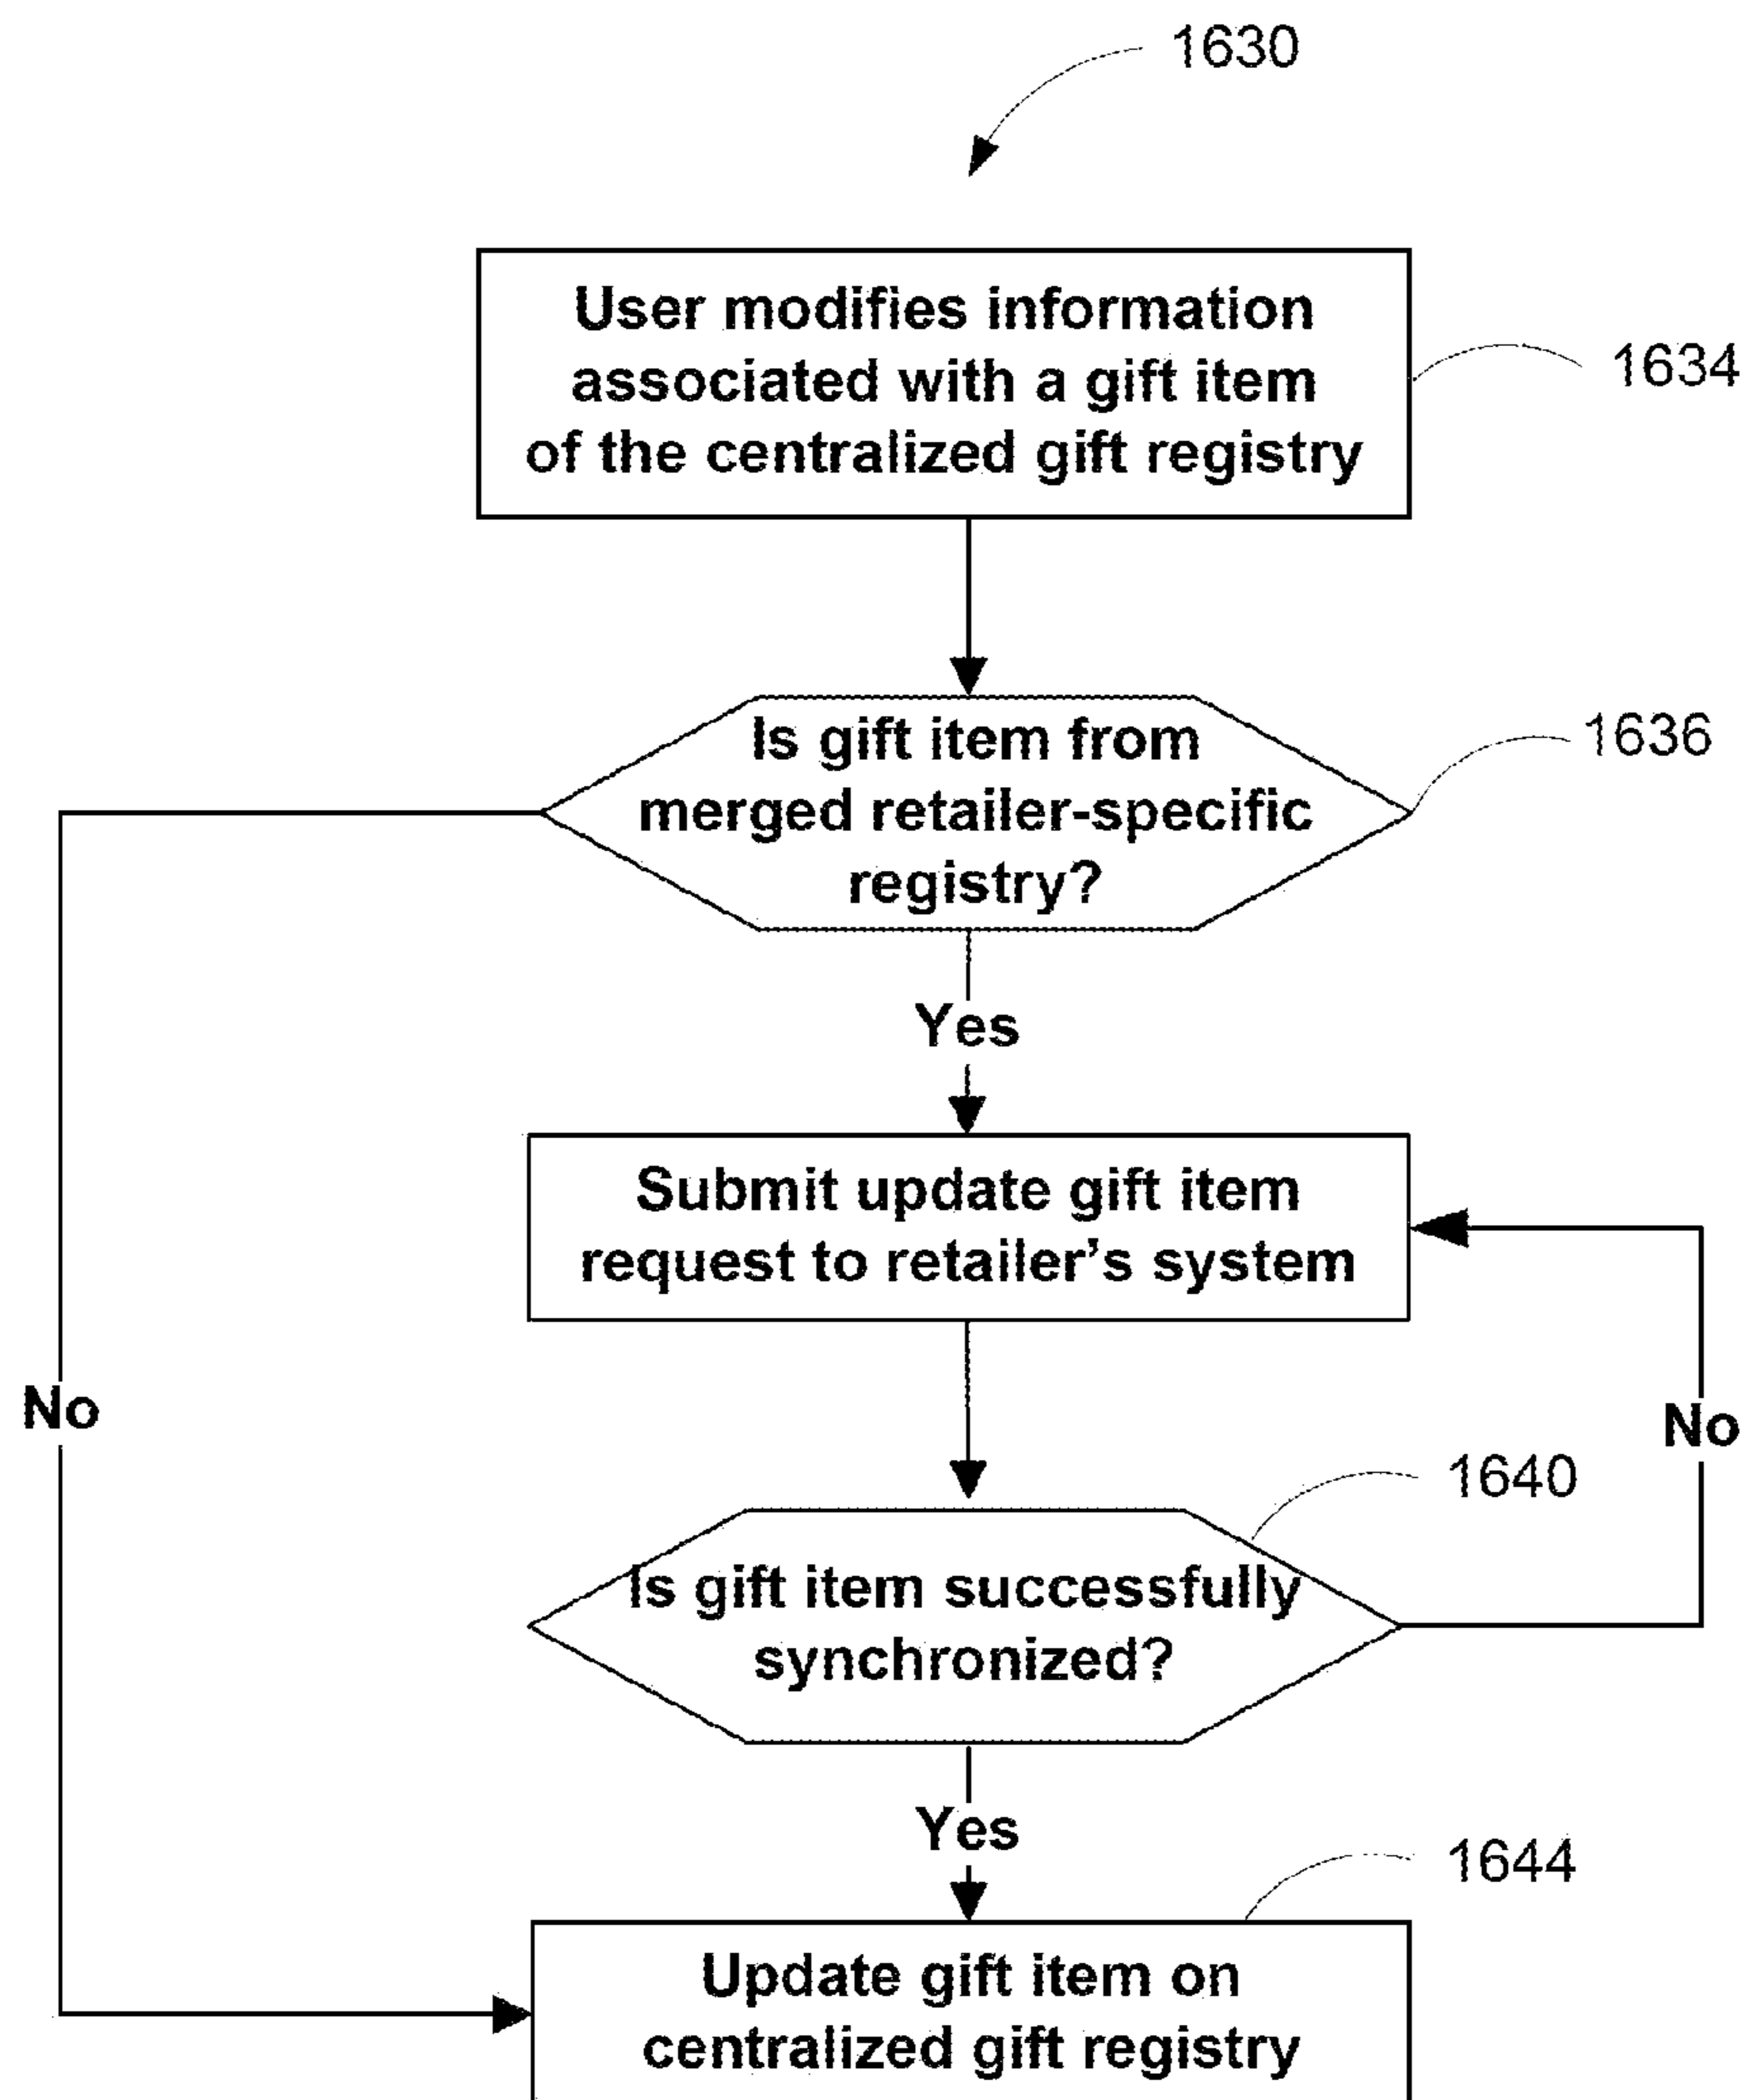 1630
User modifies information
associated with a gift item
of the centralized gift registry
1634
Is gift item from
merged retailer-specific
registry?
1636
Yes
Submit update gift item
request to retailer's system
No
No
1640
Is gift item successfully
synchronized?
Yes
1644
Update gift item on
centralized gift registry